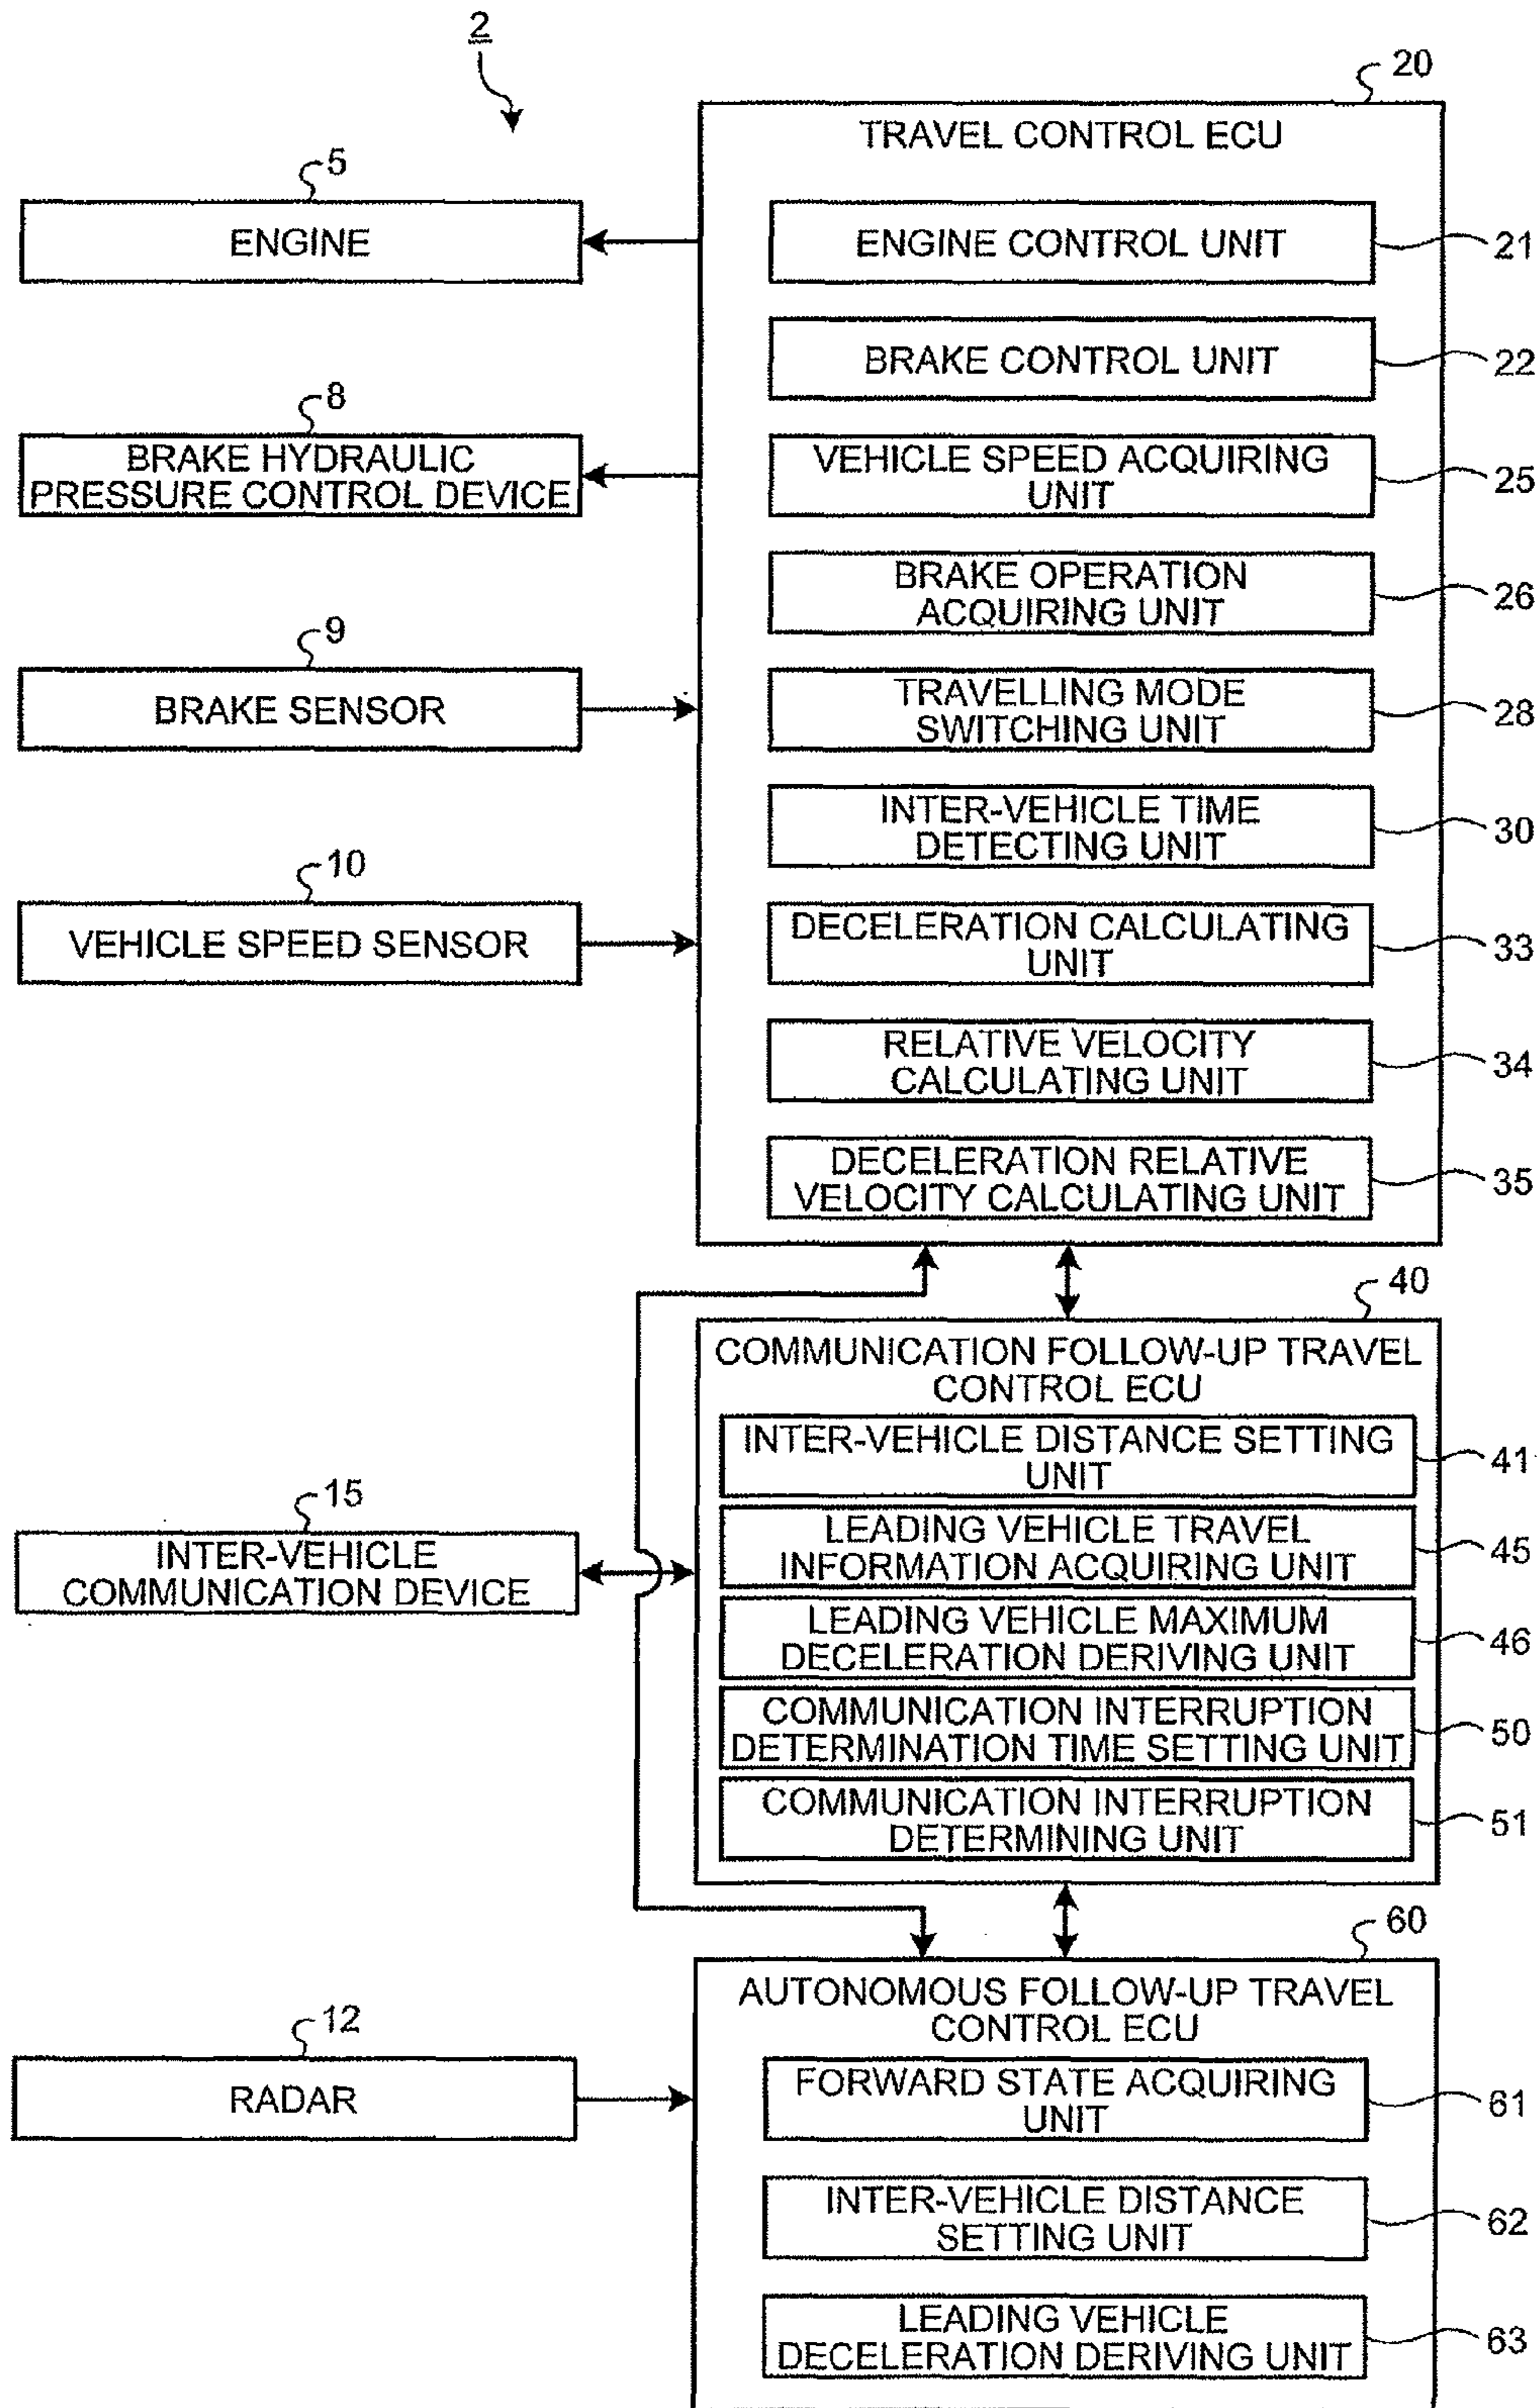 2
20
TRAVEL CONTROL ECU
5
ENGINE
ENGINE CONTROL UNIT
21
BRAKE CONTROL UNIT
22
8
BRAKE HYDRAULIC
PRESSURE CONTROL DEVICE
VEHICLE SPEED ACQUIRING
UNIT
25
BRAKE OPERATION
ACQUIRING UNIT
26
9
BRAKE SENSOR
TRAVELLING MODE
SWITCHING UNIT
28
INTER-VEHICLE TIME
DETECTING UNIT
30
10
VEHICLE SPEED SENSOR
DECELERATION CALCULATING
UNIT
33
RELATIVE VELOCITY
CALCULATING UNIT
34
DECELERATION RELATIVE
VELOCITY CALCULATING UNIT
35
40
COMMUNICATION FOLLOW-UP TRAVEL
CONTROL ECU
INTER-VEHICLE DISTANCE SETTING
UNIT
41
15
INTER-VEHICLE
COMMUNICATION DEVICE
LEADING VEHICLE TRAVEL
INFORMATION ACQUIRING UNIT
45
LEADING VEHICLE MAXIMUM
DECELERATION DERIVING UNIT
46
COMMUNICATION INTERRUPTION
DETERMINATION TIME SETTING UNIT
50
COMMUNICATION INTERRUPTION
DETERMINING UNIT
51
60
AUTONOMOUS FOLLOW-UP TRAVEL
CONTROL ECU
12
RADAR
FORWARD STATE ACQUIRING
UNIT
61
INTER-VEHICLE DISTANCE
SETTING UNIT
62
LEADING VEHICLE
DECELERATION DERIVING UNIT
63